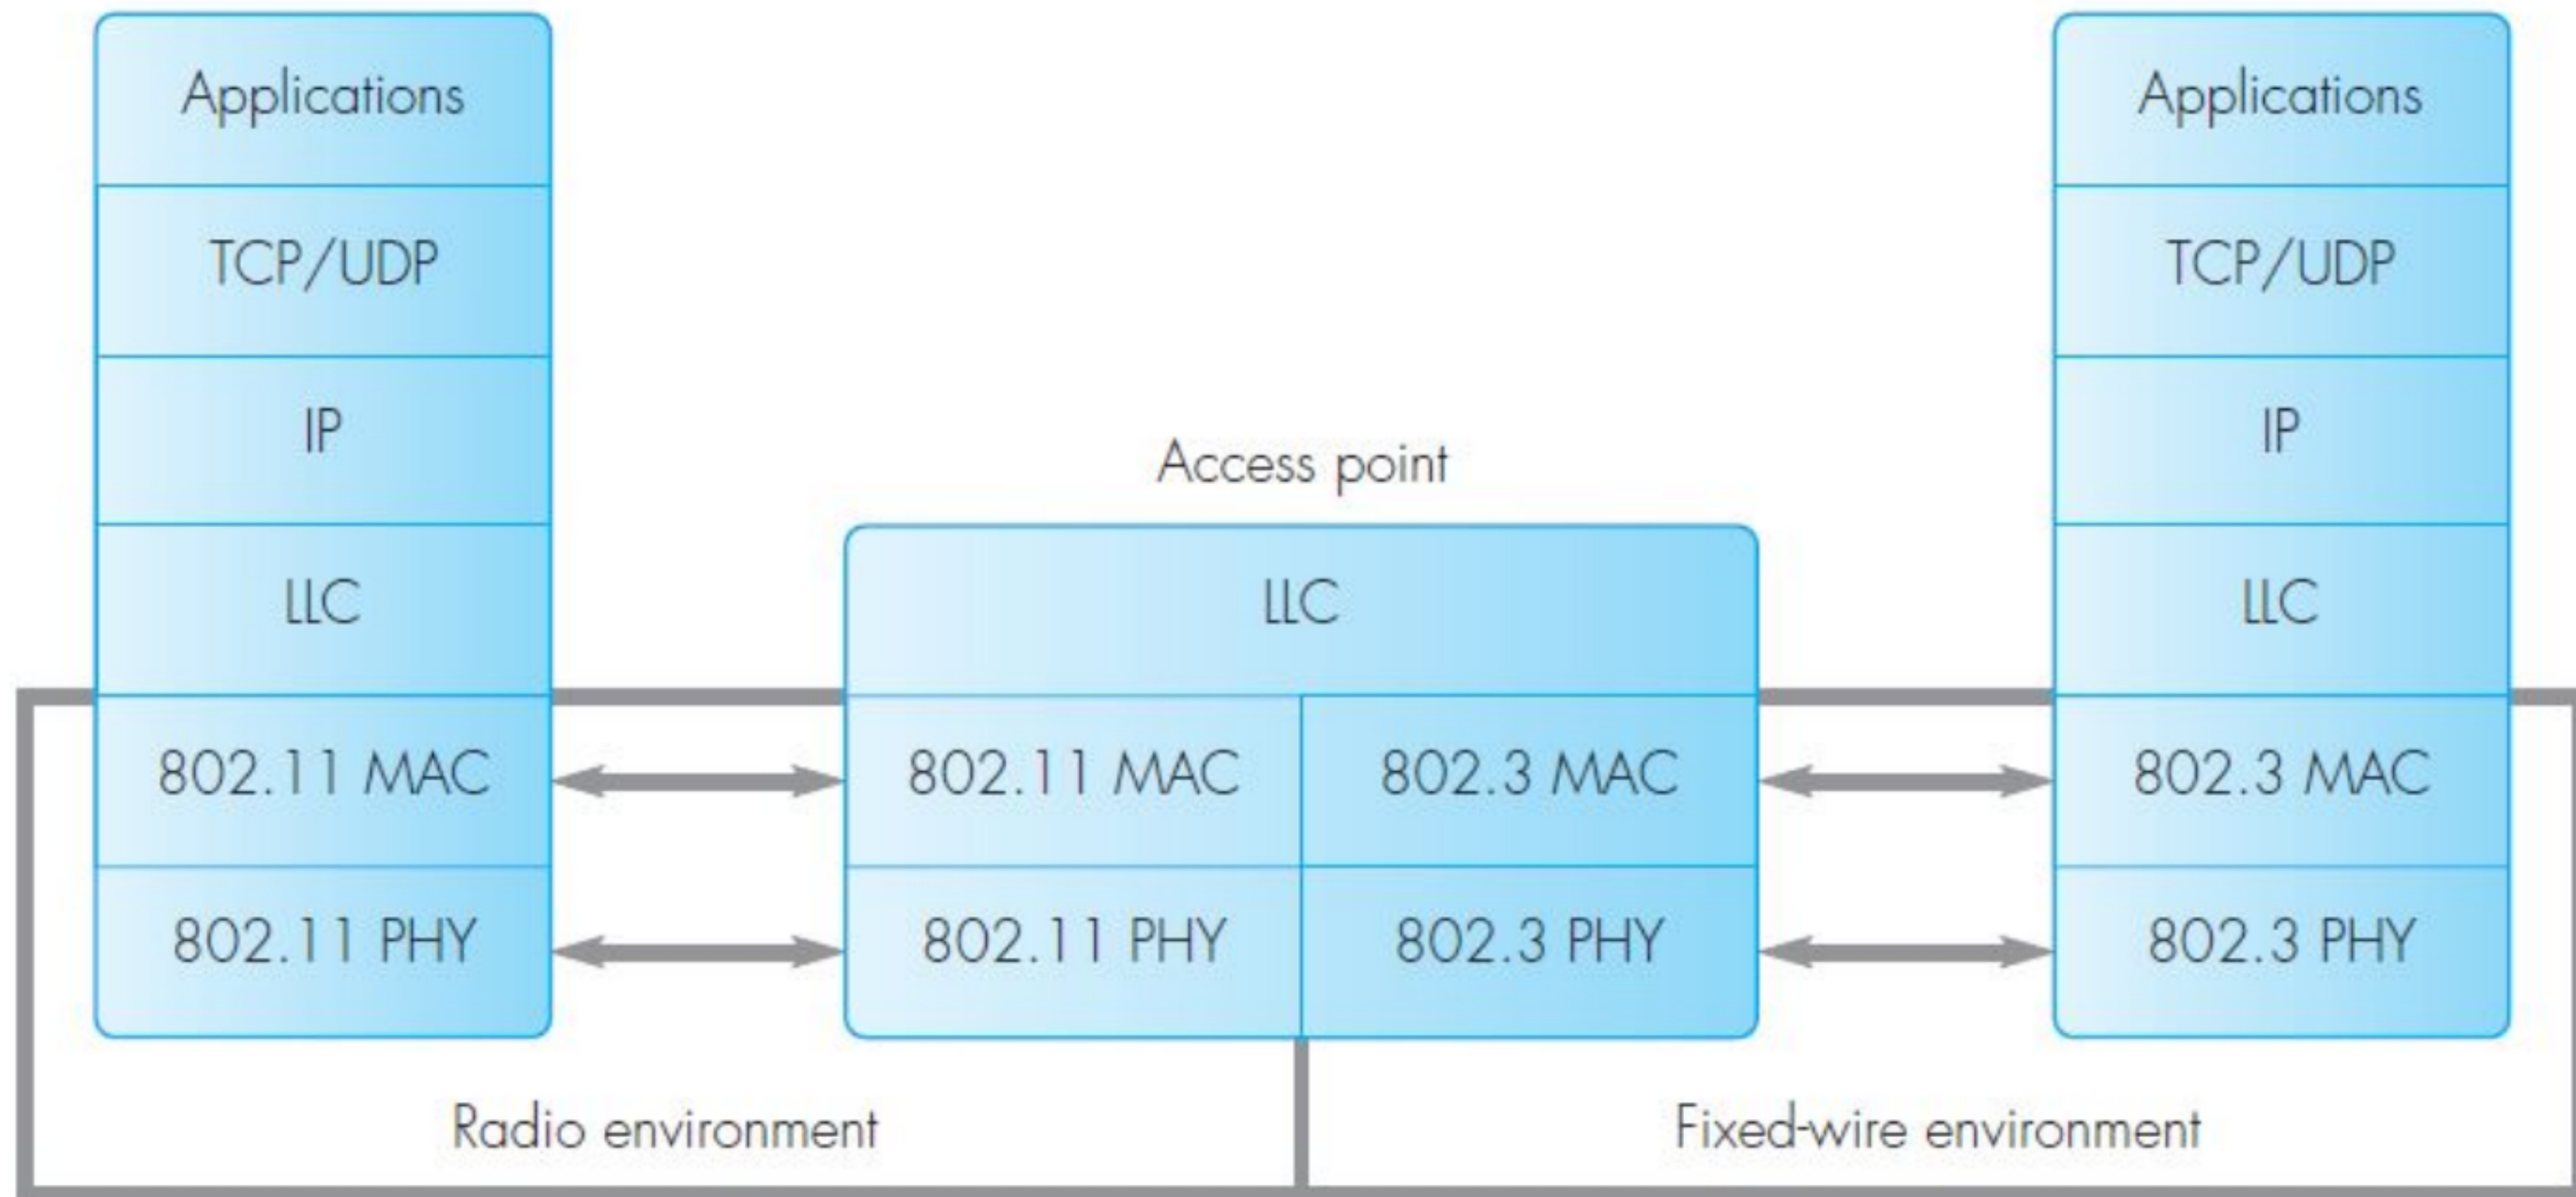 Applications
TCP/UDP
IP
LLC
802.11 MAC
802.11 PHY
Access point
LLC
802.11 MAC
802.3 MAC
802.11 PHY
802.3 PHY
Applications
TCP/UDP
IP
LLC
802.3 MAC
802.3 PHY
Radio environment
Fixed-wire environment